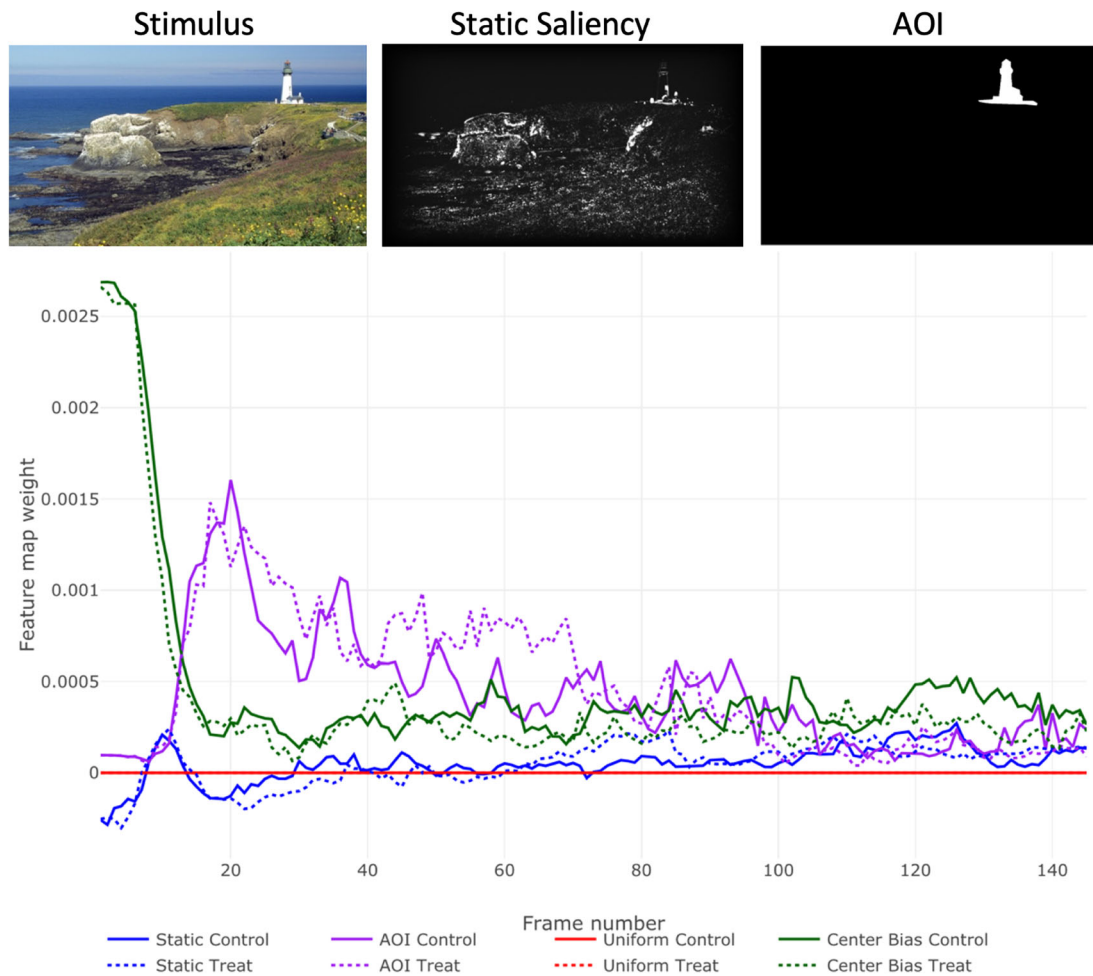 Stimulus Static Saliency AOI
0.0025
0.002
0.0015
0.001
0.0005
0
Feature map weight
20 40 60 80 100 120 140
Frame number
Static Control AOI Control Uniform Control Center Bias Control
Static Treat AOI Treat Uniform Treat Center Bias Treat